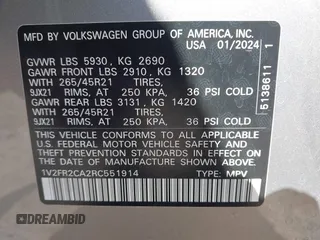 MFD BY VOLKSWAGEN GROUP OF AMERICA, INC.
USA 01/2024
GVWR LBS 5930, KG 2690
GAWR FRONT LBS 2910, KG 1320
265/45R21 TIRES,
9JX21 RIMS, AT 250 KPA, 36 PSI COLD
GAWR REAR LBS 3131, KG 1420
265/45R21 TIRES,
9JX21 RIMS, AT 250 KPA, 36 PSI COLD
THIS VEHICLE CONFORMS TO ALL APPLICABLE U.S.
FEDERAL MOTOR VEHICLE SAFETY AND THEFT
PREVENTION STANDARDS IN EFFECT ON THE DATE OF
MANUFACTURE SHOWN ABOVE.
1V2FR2CA2RC551914 TYPE: MPV
5138611 1
DREAMBID